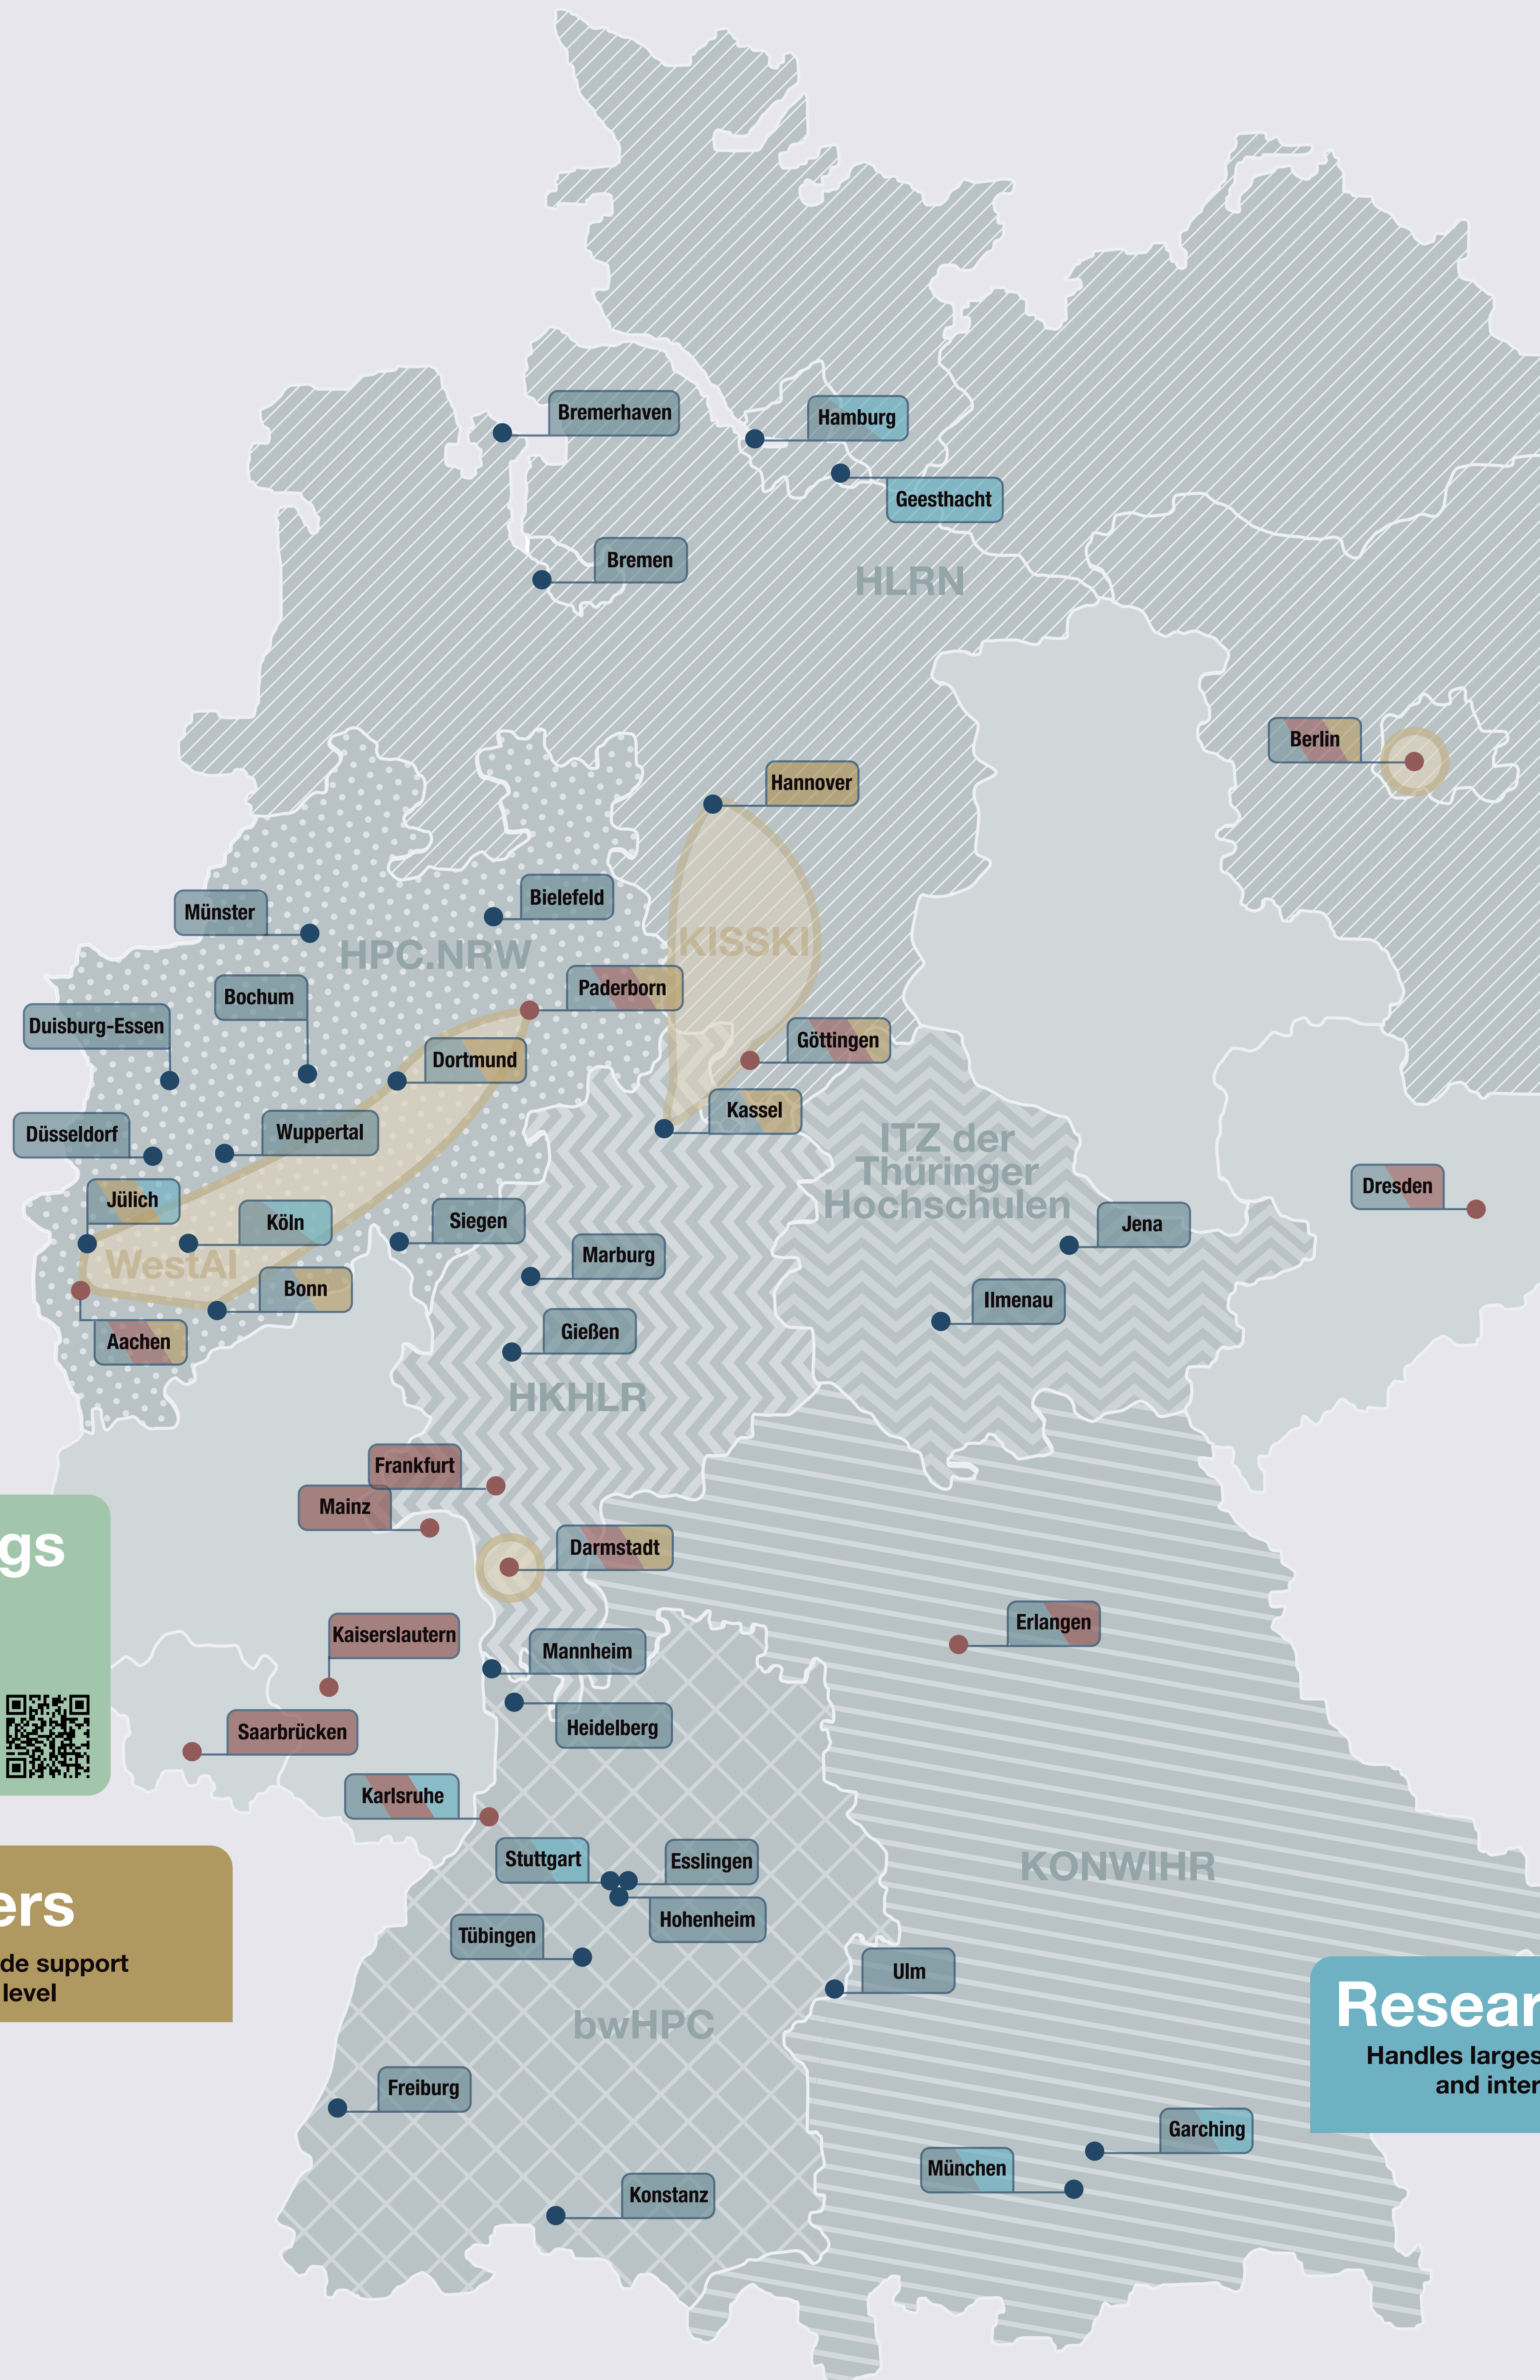 Bremerhaven
Hamburg
Geesthacht
Bremen
HLRN
Berlin
Hannover
Bielefeld
Münster
KISSKI
HPC.NRW
Paderborn
Bochum
Duisburg-Essen
Göttingen
Dortmund
Kassel
Wuppertal
Düsseldorf
ITZ der
Thüringer
Hochschulen
Dresden
Jülich
Köln
Siegen
Jena
Marburg
WestAI
Bonn
Ilmenau
Gießen
Aachen
HKHLR
Frankfurt
Mainz
gs
Darmstadt
Erlangen
Kaiserslautern
Mannheim
Heidelberg
Saarbrücken
Karlsruhe
Stuttgart
Esslingen
KONWIHR
ers
Hohenheim
Tübingen
de support
level
Ulm
bwHPC
Resear
Handles larges
and inter
Freiburg
Garching
München
Konstanz